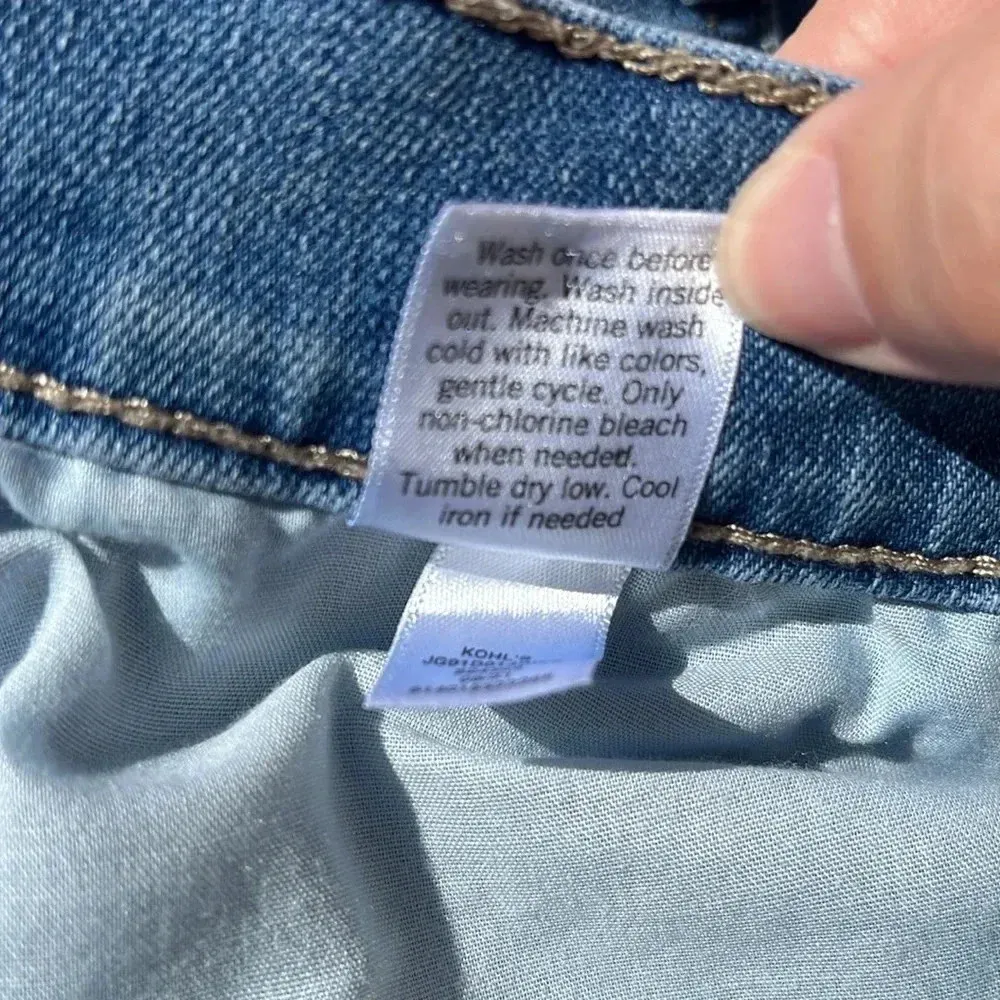 Wash once before
wearing. Wash inside
out. Machine wash
cold with like colors,
gentle cycle. Only
non-chlorine bleach
when needed.
Tumble dry low. Cool
iron if needed
KOHL'S